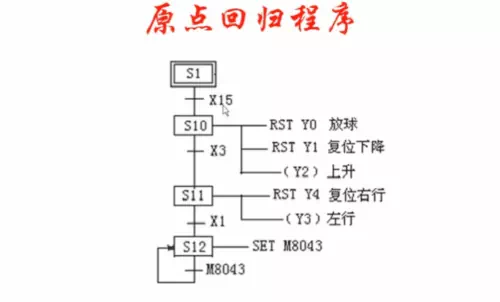 原点回归程序
S1
X15
S10 RST Y0 放球
RST Y1 复位下降
X3
(Y2)上升
S11 RST Y4 复位右行
X1 (Y3)左行
S12 SET M8043
M8043